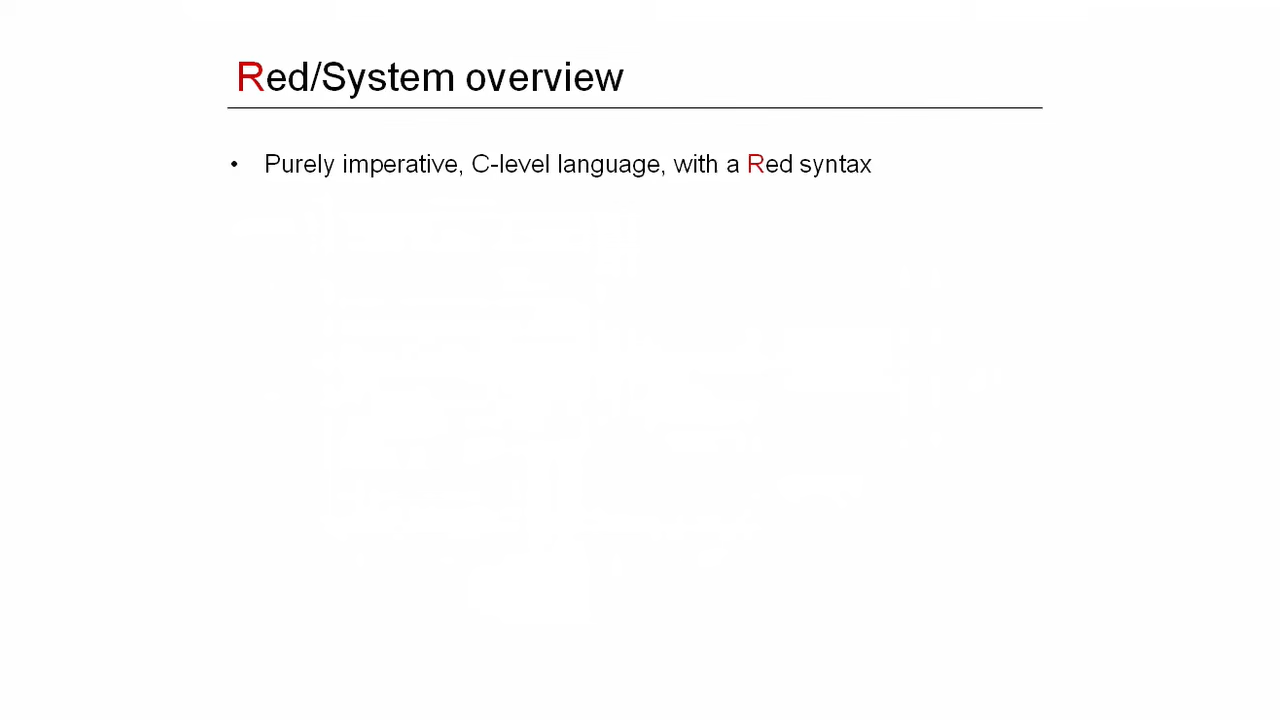 Red/System overview
• Purely imperative, C-level language, with a Red syntax